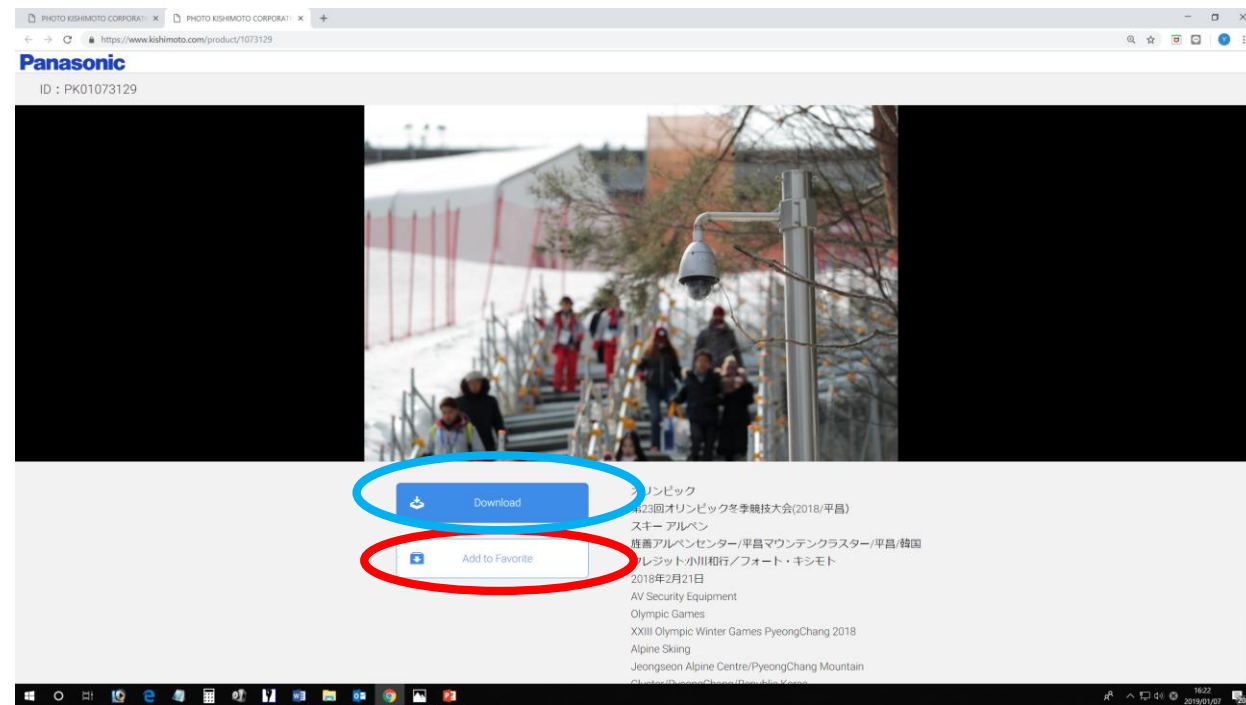 PHOTO KISHIMOTO CORPORATI
PHOTO KISHIMOTO CORPORATI
https://www.kishimoto.com/product/1073129
Panasonic
ID：PK01073129
Download
Add to Favorite
オリンピック
第23回オリンピック冬季競技大会(2018/平昌)
スキー アルペン
旌善アルペンセンター/平昌マウンテンクラスター/平昌/韓国
クレジット:小川和行／フォート・キシモト
2018年2月21日
AV Security Equipment
Olympic Games
XXIII Olympic Winter Games PyeongChang 2018
Alpine Skiing
Jeongseon Alpine Centre/PyeongChang Mountain
Cluster/PyeongChang/Republic Korea
16:22
2019/01/07